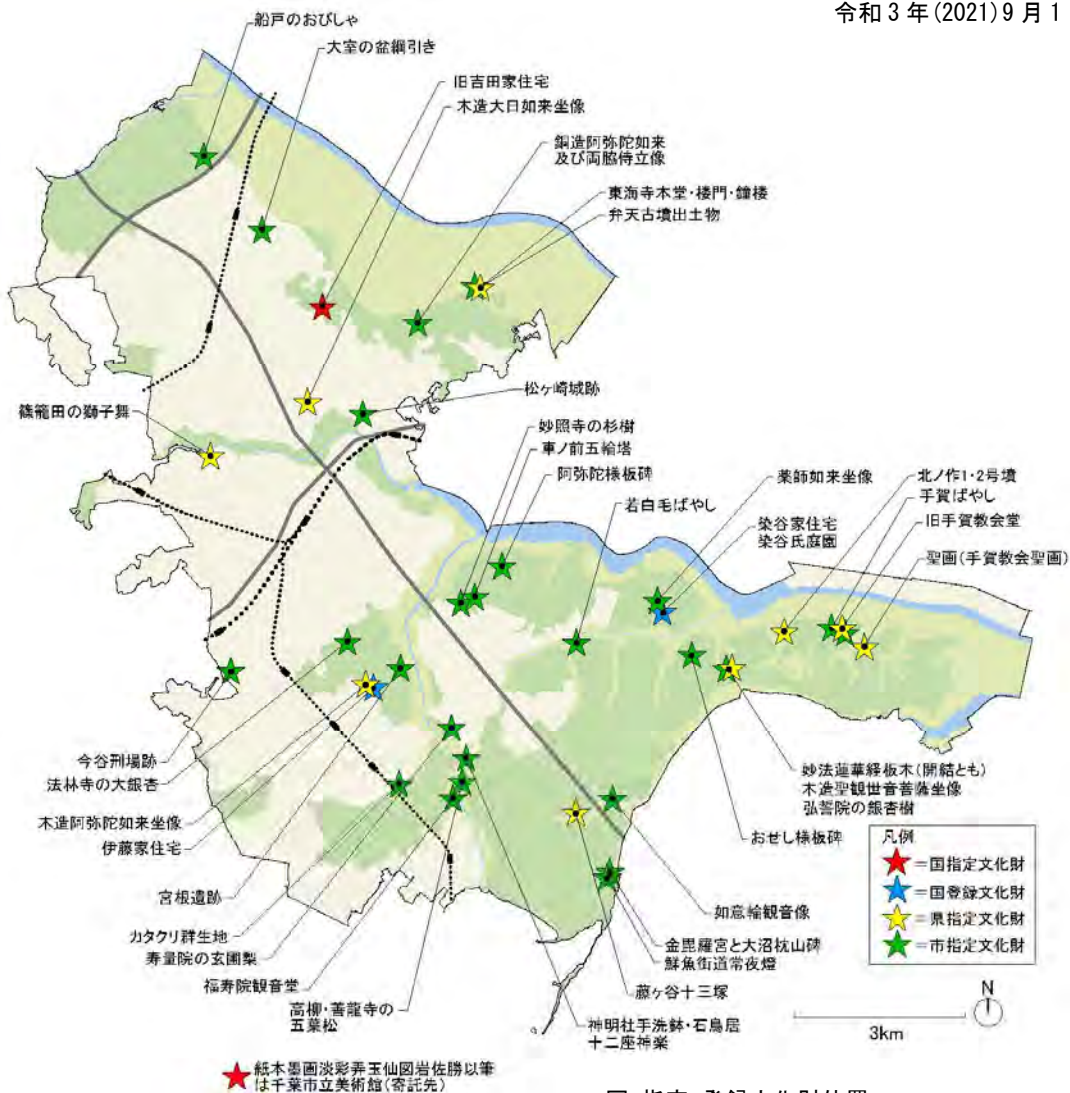 令和3年(2021)9月1
船戸のおびしゃ
大室の盆綱引き
旧吉田家住宅
木造大日如来坐像
銅造阿弥陀如来
及び両脇侍立像
東海寺本堂・楼門・鐘楼
弁天古墳出土物
松ヶ崎城跡
篠籠田の獅子舞
妙照寺の杉樹
車ノ前五輪塔
阿弥陀様板碑
若白毛ばやし
薬師如来坐像
染谷家住宅
染谷氏庭園
北ノ作1・2号墳
手賀ばやし
旧手賀教会堂
聖画(手賀教会聖画)
今谷刑場跡
法林寺の大銀杏
木造阿弥陀如来坐像
伊藤家住宅
宮根遺跡
カタクリ群生地
寿量院の玄圃梨
福寿院観音堂
高柳・善龍寺の
五葉松
神明社手洗鉢・石鳥居
十二座神楽
藤ヶ谷十三塚
金毘羅宮と大沼枕山碑
鮮魚街道常夜燈
如意輪観音像
おせし様板碑
妙法蓮華経板木(開結とも)
木造聖観世音菩薩坐像
弘誓院の銀杏樹
凡例
=国指定文化財
=国登録文化財
=県指定文化財
=市指定文化財
N
3km
紙本墨画淡彩弄玉仙図岩佐勝以筆
は千葉市立美術館(寄託先)